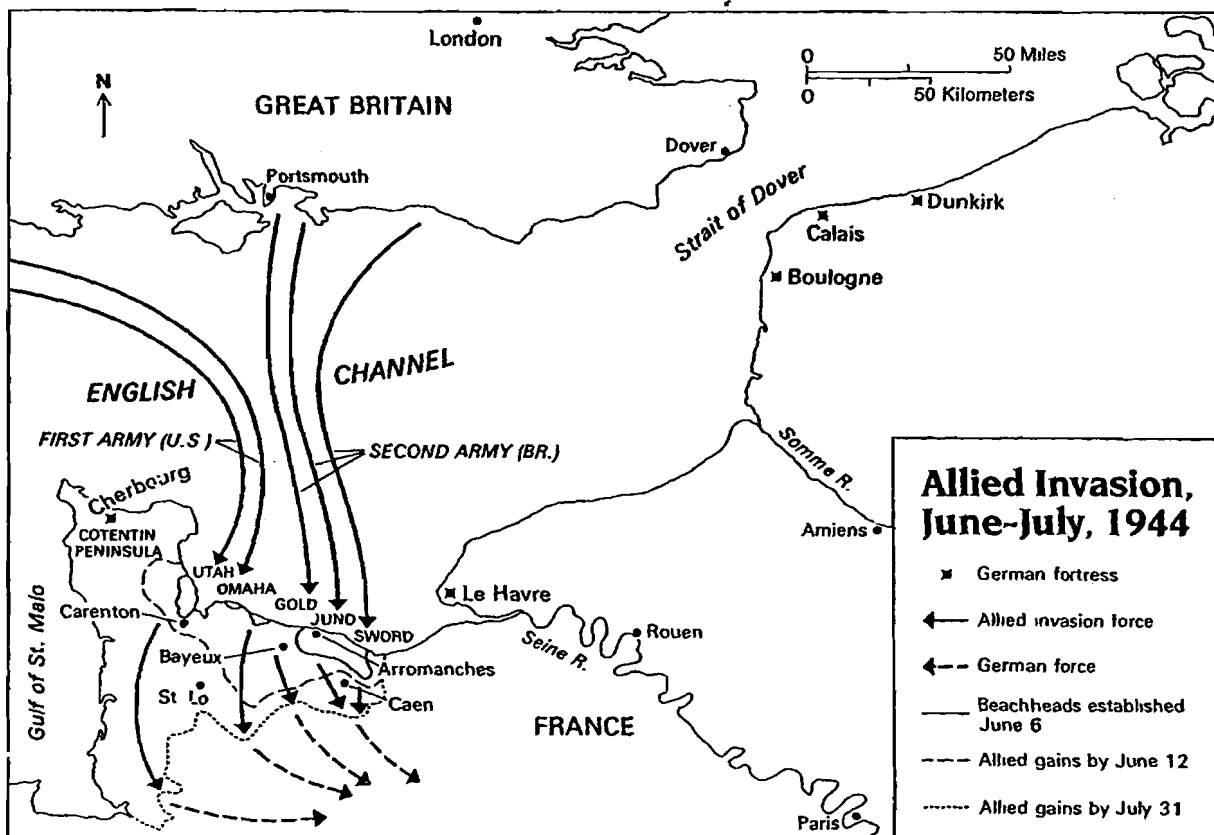 London
0 50 Miles
0 50 Kilometers
N
GREAT BRITAIN
Dover
Portsmouth
Strait of Dover
Dunkirk
Calais
Boulogne
ENGLISH
CHANNEL
FIRST ARMY (U.S )
SECOND ARMY (BR.)
Somme R.
Amiens
Cherbourg
COTENTIN
PENINSULA
UTAH
OMAHA
GOLD
JUNO
SWORD
Le Havre
Carenton
Rouen
Seine R.
Bayeux
Arromanches
St Lo
Caen
Gulf of St. Malo
FRANCE
Paris
Allied Invasion,
June-July, 1944
German fortress
Allied invasion force
German force
Beachheads established
June 6
Allied gains by June 12
Allied gains by July 31